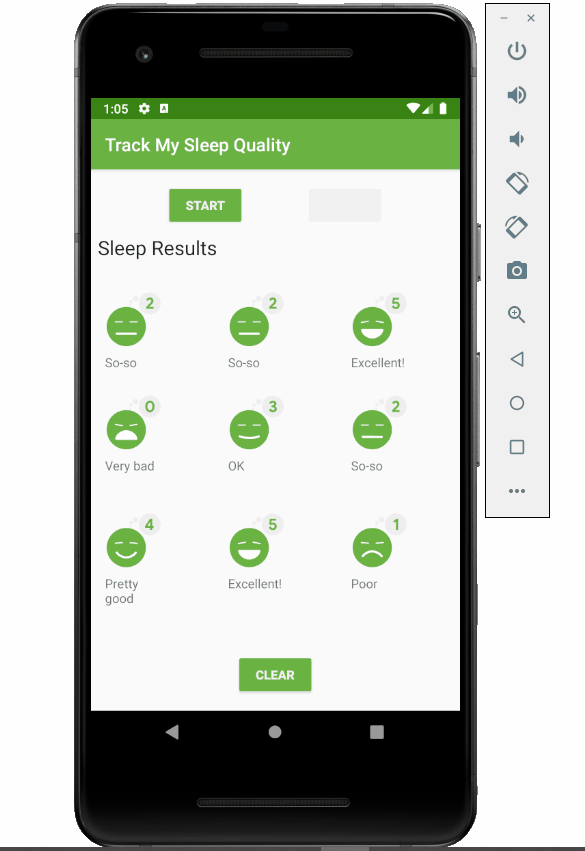 1:05
Track My Sleep Quality
START
Sleep Results
2 2 5
So-so So-so Excellent!
0 3 2
Very bad OK So-so
4 5 1
Pretty good Excellent! Poor
CLEAR